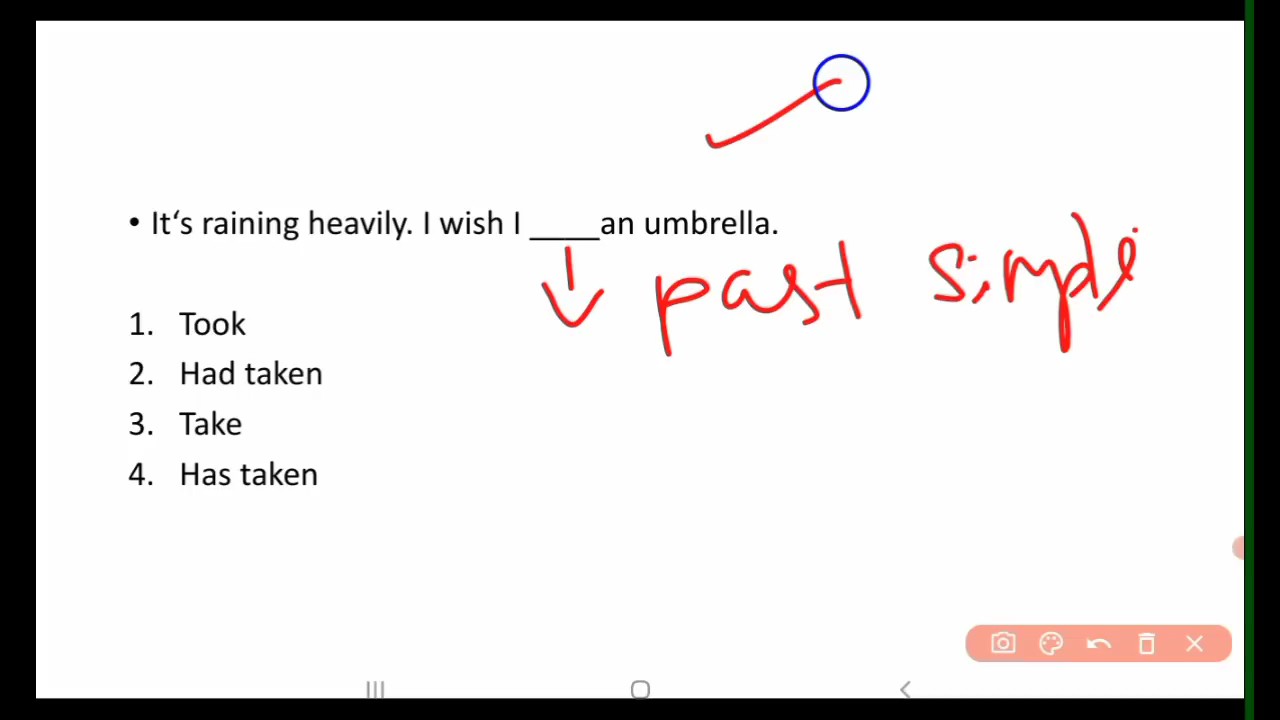 • It‘s raining heavily. I wish I ____an umbrella.
past simple
1. Took
2. Had taken
3. Take
4. Has taken